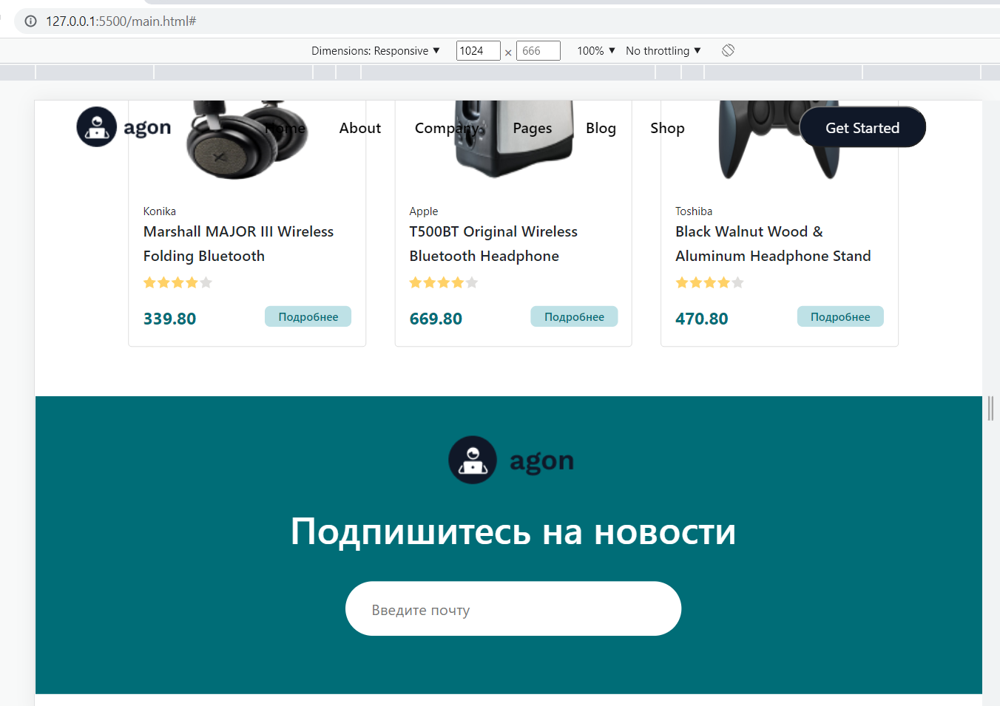 127.0.0.1:5500/main.html#
Dimensions: Responsive ▼ 1024 × 666 100% ▼ No throttling ▼
agon Home About Company Pages Blog Shop Get Started
Konika
Marshall MAJOR III Wireless
Folding Bluetooth
339.80 Подробнее
Apple
T500BT Original Wireless
Bluetooth Headphone
669.80 Подробнее
Toshiba
Black Walnut Wood &
Aluminum Headphone Stand
470.80 Подробнее
agon
Подпишитесь на новости
Введите почту